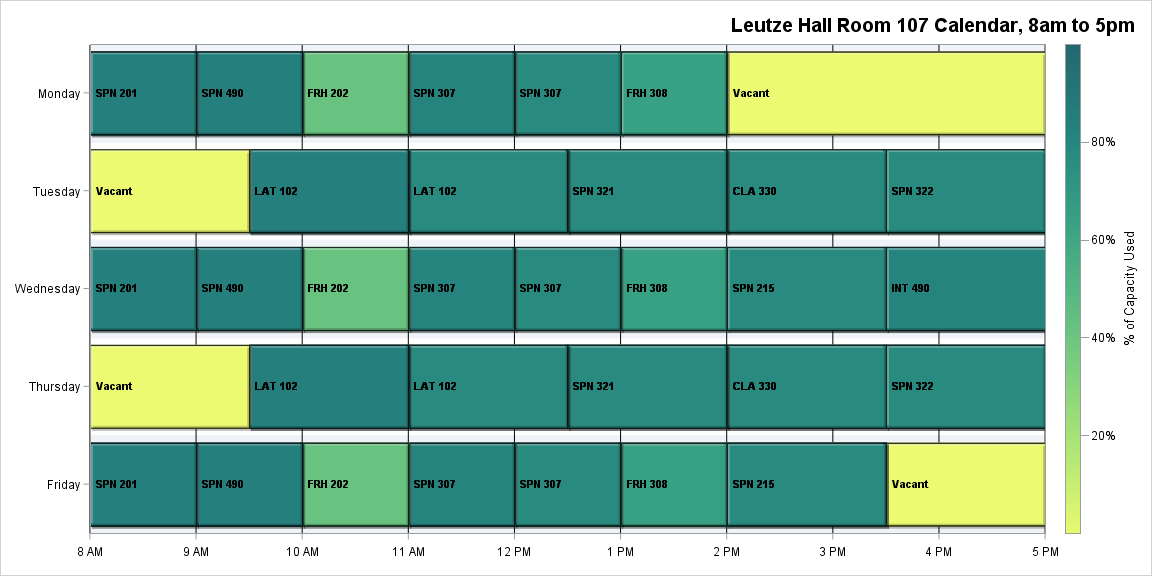 Leutze Hall Room 107 Calendar, 8am to 5pm
Monday
SPN 201
SPN 490
FRH 202
SPN 307
SPN 307
FRH 308
Vacant
Tuesday
Vacant
LAT 102
LAT 102
SPN 321
CLA 330
SPN 322
Wednesday
SPN 201
SPN 490
FRH 202
SPN 307
SPN 307
FRH 308
SPN 215
INT 490
Thursday
Vacant
LAT 102
LAT 102
SPN 321
CLA 330
SPN 322
Friday
SPN 201
SPN 490
FRH 202
SPN 307
SPN 307
FRH 308
SPN 215
Vacant
8 AM
9 AM
10 AM
11 AM
12 PM
1 PM
2 PM
3 PM
4 PM
5 PM
80%
60%
40%
20%
% of Capacity Used